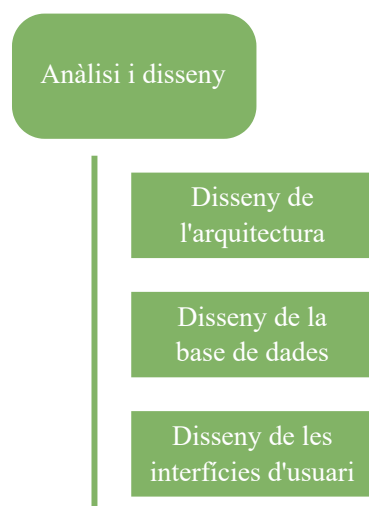 Anàlisi i disseny
Disseny de
l'arquitectura
Disseny de la
base de dades
Disseny de les
interfícies d'usuari